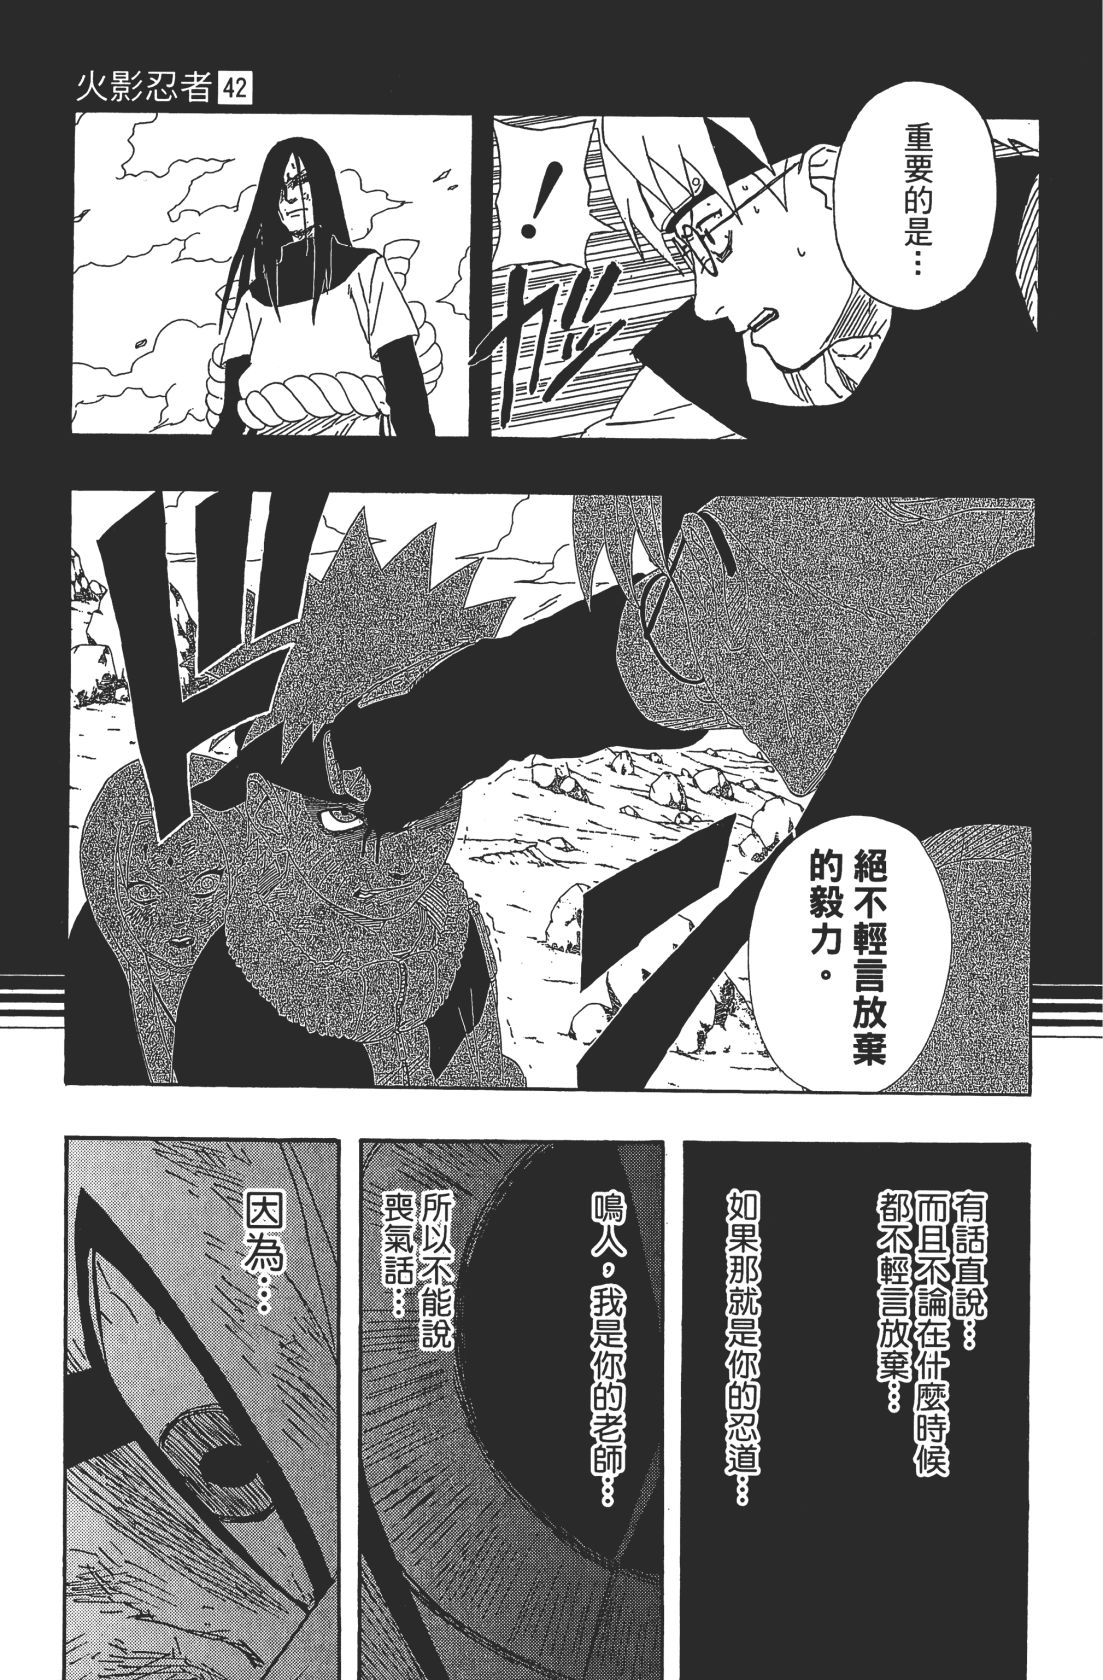 火影忍者 42
重要的是…
！
ガッ
絕不輕言放棄
的毅力。
有話直說…
而且不論在什麼時候
都不輕言放棄…
如果那就是你的忍道…
鳴人，我是你的老師…
所以不能說
喪氣話…
因為…